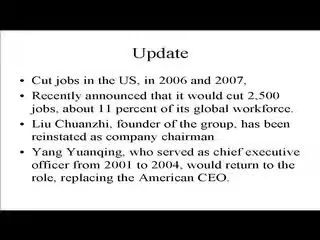 Update
• Cut jobs in the US, in 2006 and 2007,
• Recently announced that it would cut 2,500
jobs, about 11 percent of its global workforce.
• Liu Chuanzhi, founder of the group, has been
reinstated as company chairman
• Yang Yuanqing, who served as chief executive
officer from 2001 to 2004, would return to the
role, replacing the American CEO.